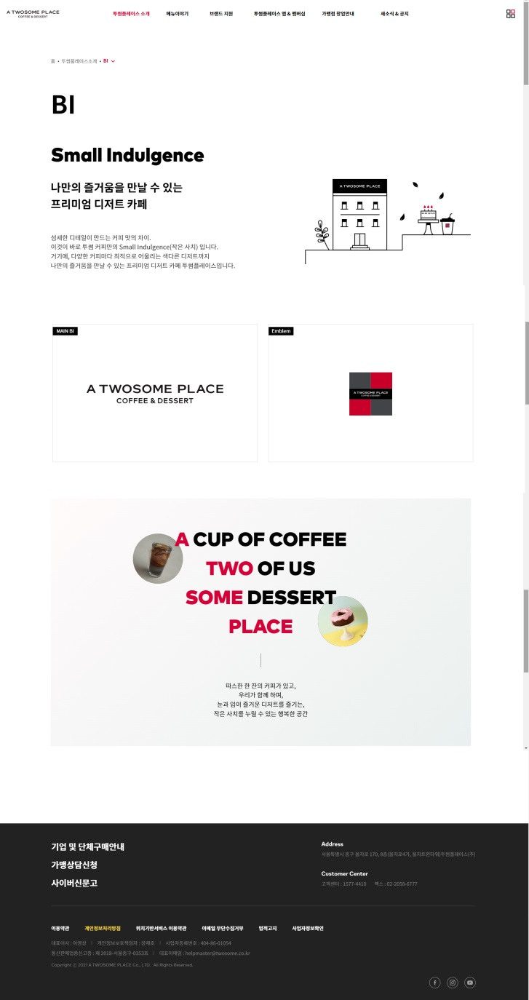 A TWOSOME PLACE
COFFEE & DESSERT
투썸플레이스 소개
메뉴이야기
브랜드 지원
투썸플레이스 앱 & 멤버십
가맹점 창업안내
새소식 & 공지
홈 • 투썸플레이스소개 • BI
BI
Small Indulgence
나만의 즐거움을 만날 수 있는
프리미엄 디저트 카페
A TWOSOME PLACE
섬세한 디테일이 만드는 커피 맛의 차이.
이것이 바로 투썸 커피만의 Small Indulgence(작은 사치) 입니다.
거기에, 다양한 커피마다 최적으로 어울리는 색다른 디저트까지
나만의 즐거움을 만날 수 있는 프리미엄 디저트 카페 투썸플레이스입니다.
MAIN BI
A TWOSOME PLACE
COFFEE & DESSERT
Emblem
A TWOSOME PLACE
COFFEE & DESSERT
A CUP OF COFFEE
TWO OF US
SOME DESSERT
PLACE
따스한 한 잔의 커피가 있고,
우리가 함께 하며,
눈과 입이 즐거운 디저트를 즐기는,
작은 사치를 누릴 수 있는 행복한 공간
기업 및 단체구매안내
가맹상담신청
사이버신문고
Address
서울특별시 중구 을지로 170, 8층(을지로4가, 을지트윈타워)투썸플레이스(주)
Customer Center
고객센터 : 1577-4410 팩스 : 02-2058-6777
이용약관
개인정보처리방침
위치기반서비스 이용약관
이메일 무단수집거부
법적고지
사업자정보확인
대표이사 : 이영상 | 개인정보보호책임자 : 장재호 | 사업자등록번호 : 404-86-01054
통신판매업종신고증 : 제 2018-서울중구-0353호 | 대표이메일 : helpmaster@twosome.co.kr
Copyright ⓒ 2021 A TWOSOME PLACE Co., LTD. All Rights Reserved.